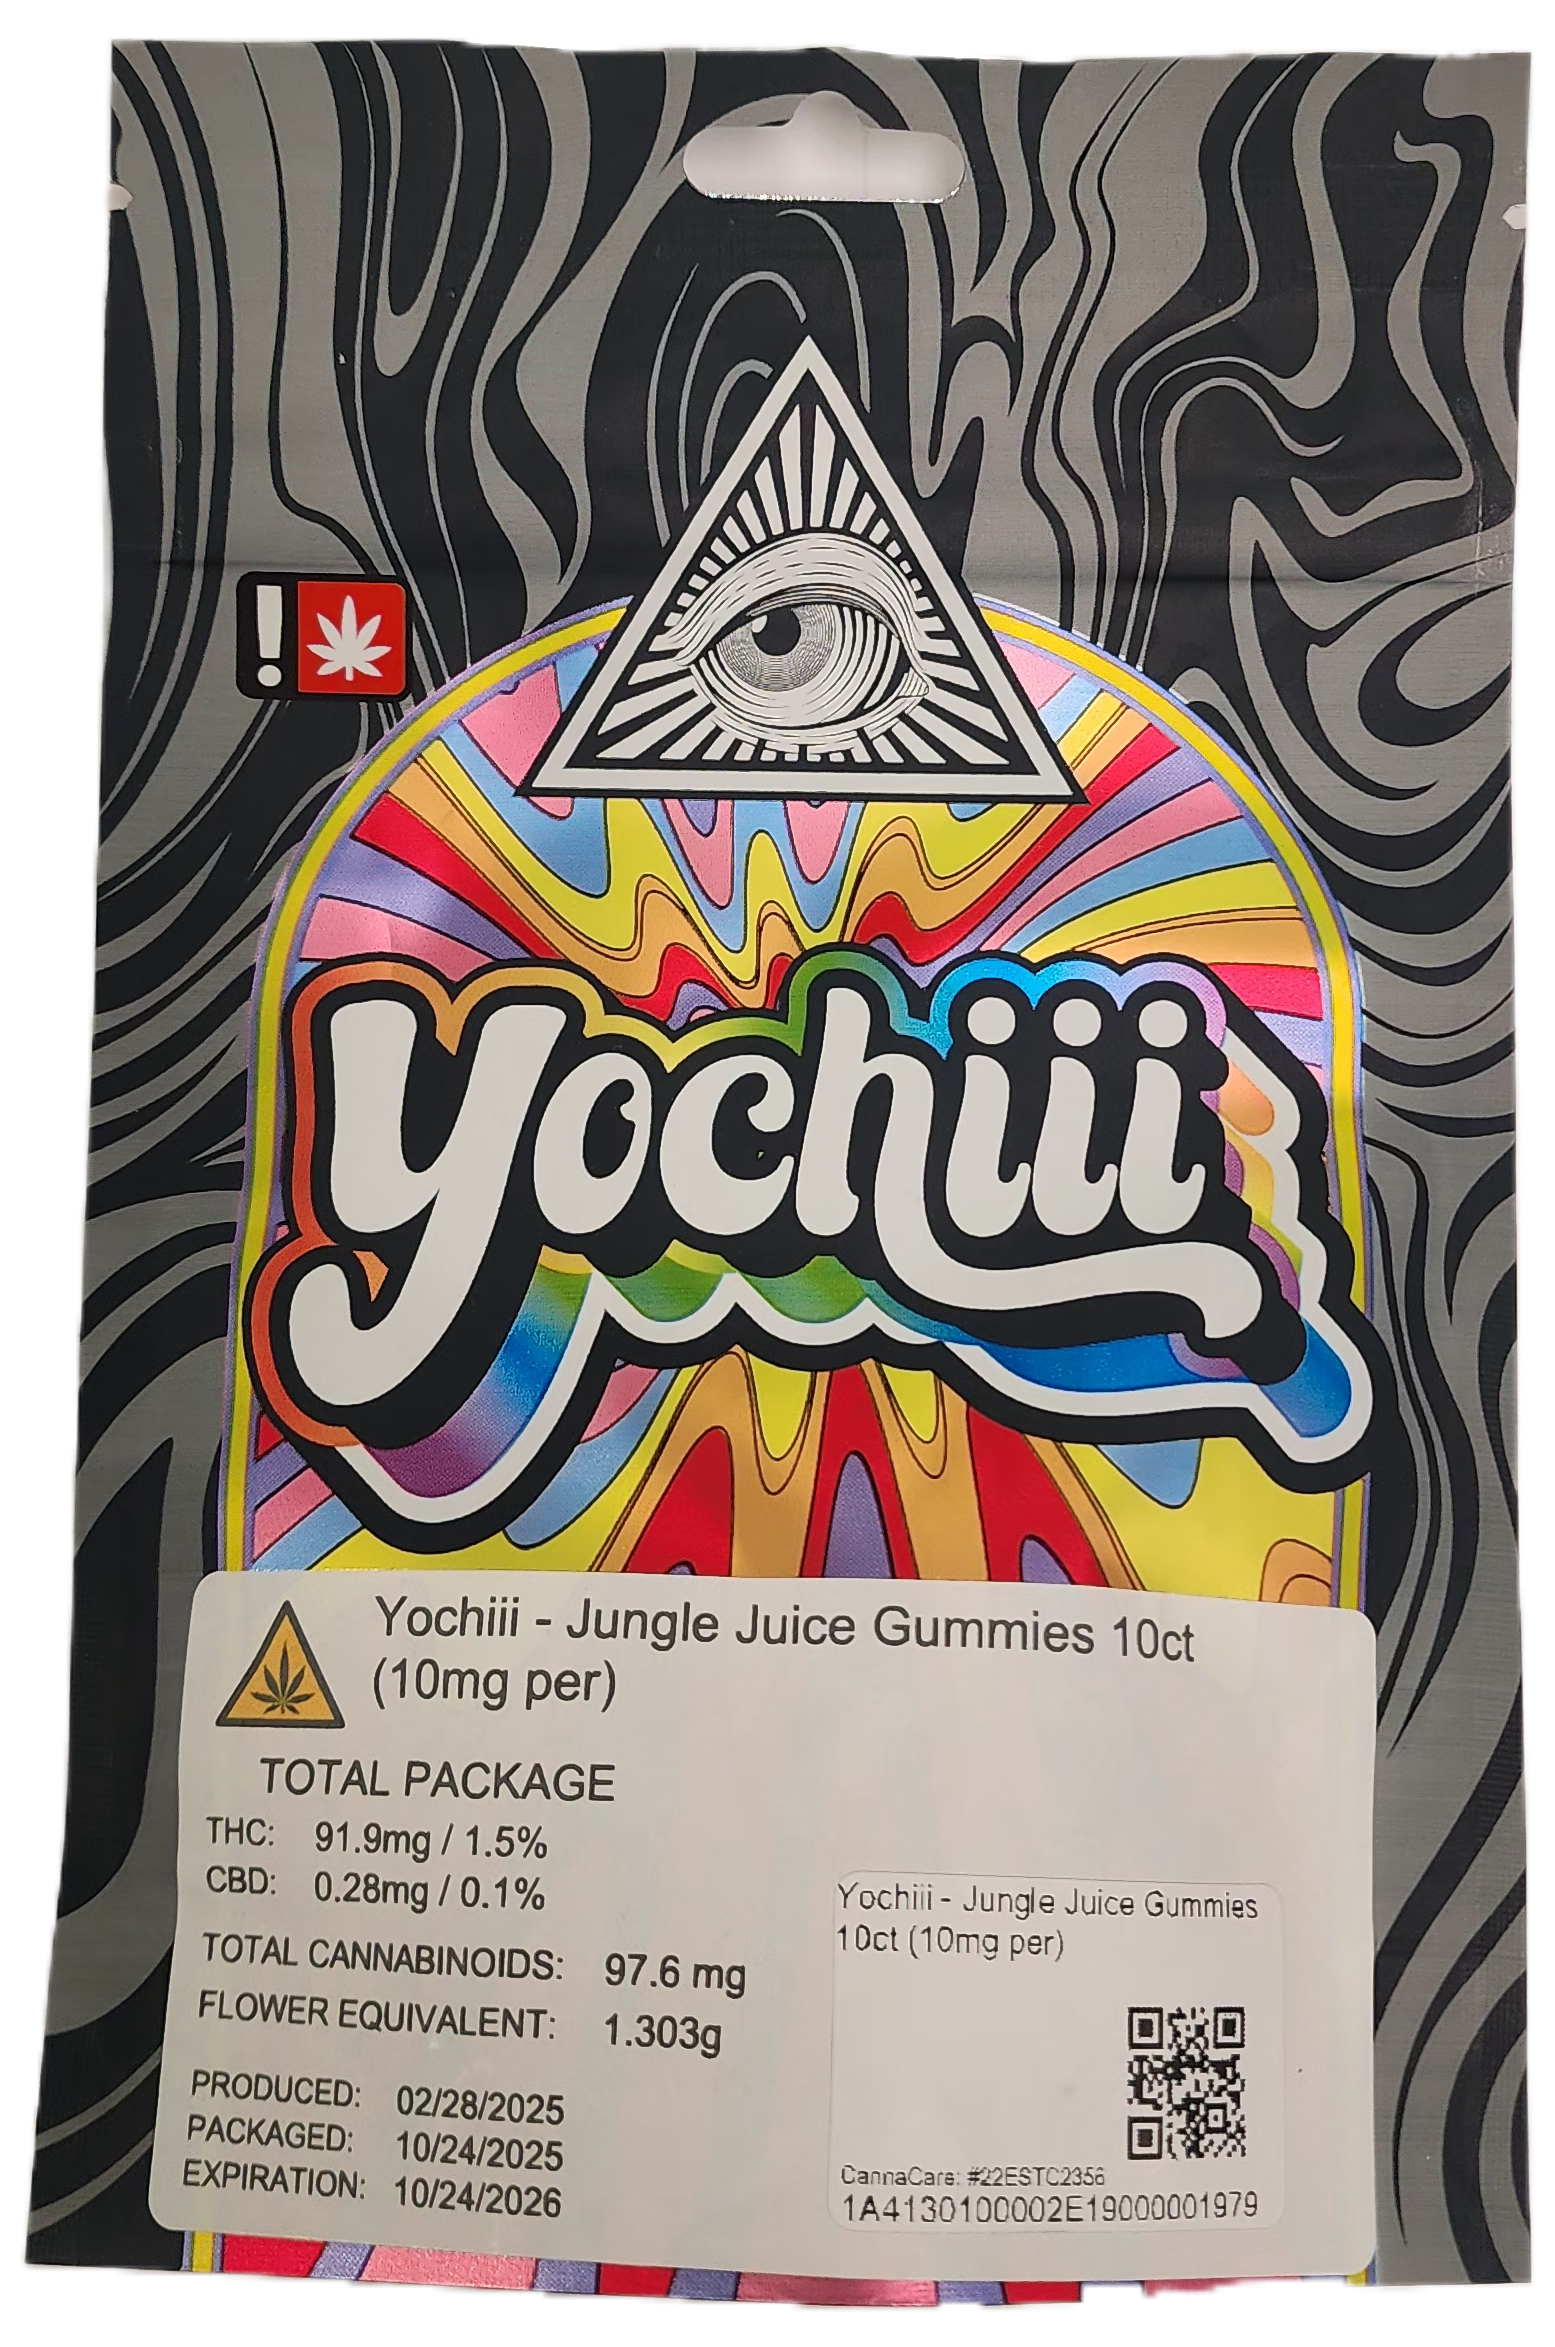 !
Yochiii
Yochiii - Jungle Juice Gummies 10ct
(10mg per)
TOTAL PACKAGE
THC: 91.9mg / 1.5%
CBD: 0.28mg / 0.1%
TOTAL CANNABINOIDS: 97.6 mg
FLOWER EQUIVALENT: 1.303g
PRODUCED: 02/28/2025
PACKAGED: 10/24/2025
EXPIRATION: 10/24/2026
Yochiii - Jungle Juice Gummies
10ct (10mg per)
CannaCare: #22ESTC2356
1A4130100002E19000001979